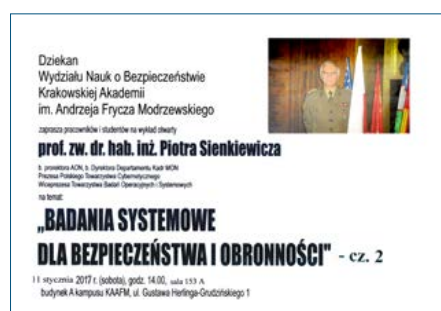 Dziekan
Wydziału Nauk o Bezpieczeństwie
Krakowskiej Akademii
im. Andrzeja Frycza Modrzewskiego
zaprasza pracowników i studentów na wykład otwarty
prof. zw. dr. hab. inż. Piotra Sienkiewicza
b. prorektora AON, b. Dyrektora Departamentu Kadr MON
Prezesa Polskiego Towarzystwa Cybernetycznego
Wiceprezesa Towarzystwa Badań Operacyjnych i Systemowych
na temat:
„BADANIA SYSTEMOWE
DLA BEZPIECZEŃSTWA I OBRONNOŚCI" - cz. 2
11 stycznia 2017 r. (sobota), godz. 14.00, sala 153 A
budynek A kampusu KAAFM, ul. Gustawa Herlinga-Grudzińskiego 1